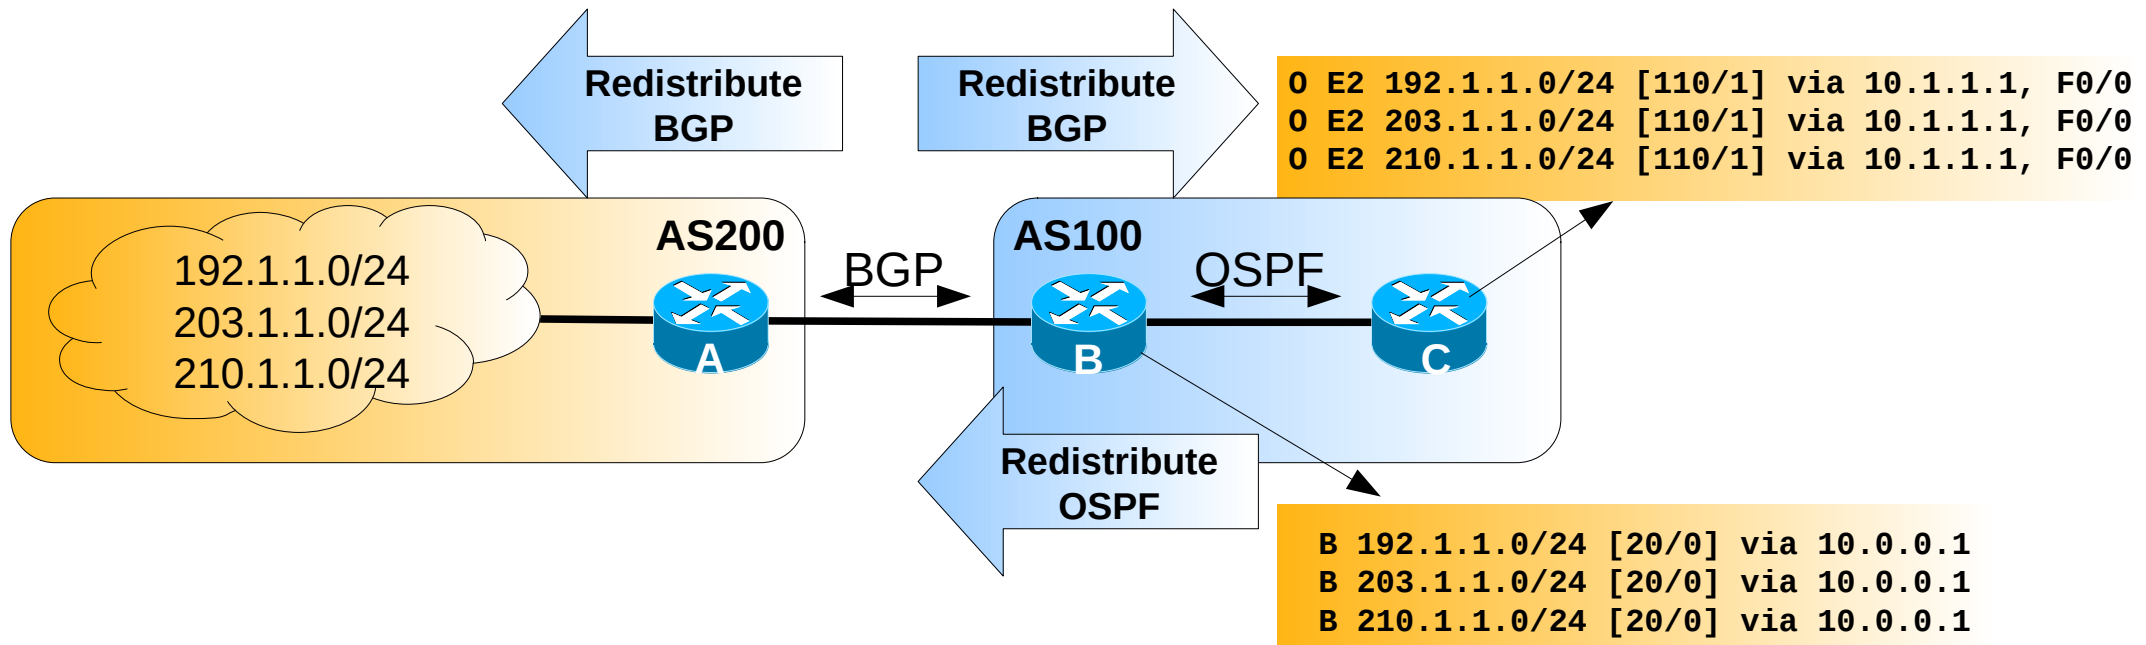 Redistribute
BGP
Redistribute
BGP
O E2 192.1.1.0/24 [110/1] via 10.1.1.1, F0/0
O E2 203.1.1.0/24 [110/1] via 10.1.1.1, F0/0
O E2 210.1.1.0/24 [110/1] via 10.1.1.1, F0/0
AS200
AS100
192.1.1.0/24
203.1.1.0/24
210.1.1.0/24
BGP
OSPF
A
B
C
Redistribute
OSPF
B 192.1.1.0/24 [20/0] via 10.0.0.1
B 203.1.1.0/24 [20/0] via 10.0.0.1
B 210.1.1.0/24 [20/0] via 10.0.0.1